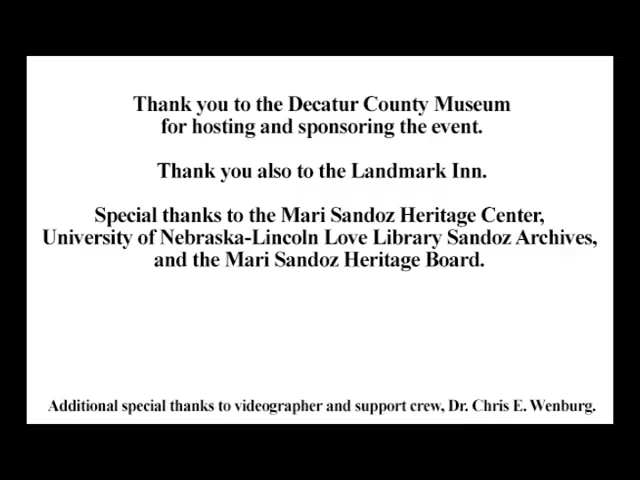 Thank you to the Decatur County Museum
for hosting and sponsoring the event.
Thank you also to the Landmark Inn.
Special thanks to the Mari Sandoz Heritage Center,
University of Nebraska-Lincoln Love Library Sandoz Archives,
and the Mari Sandoz Heritage Board.
Additional special thanks to videographer and support crew, Dr. Chris E. Wenburg.